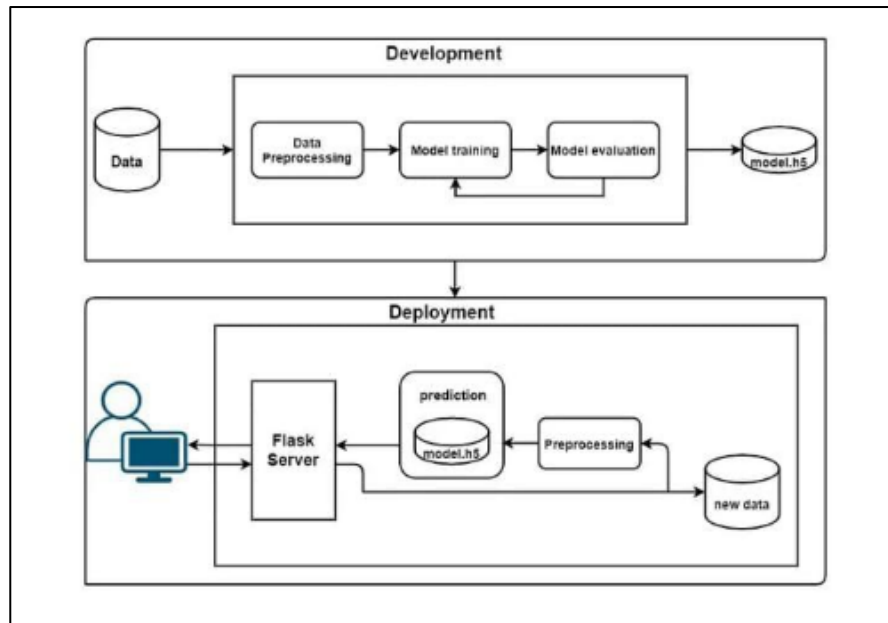 Development
Data
Data
Preprocessing
Model training
Model evaluation
model.h5
Deployment
Flask
Server
prediction
model.h5
Preprocessing
new data